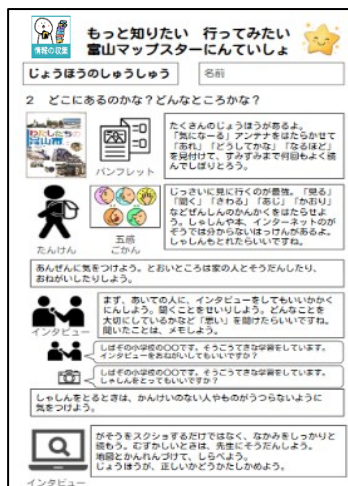 情報の収集
もっと知りたい　行ってみたい
富山マップスターにんていしょ
じょうほうのしゅうしゅう
名前
２　どこにあるのかな？どんなところかな？
わたしたちの
富山市
パンフレット
たくさんのじょうほうがあるよ。
「気になーる」アンテナをはたらかせて
「あれ」「どうしてかな」「なるほど」
を見付けて、すみずみまで何回もよく読
んでしぼりとろう。
たんけん
五感
ごかん
じっさいに見に行くのが最強。「見る」
「聞く」「さわる」「あじ」「かおり」
などぜんしんのかんかくをはたらせよ
う。しゃしんや本、インターネットのが
そうでは分からないはっけんがあるよ。
しゃしんもとれたらいいですね。
あんぜんに気をつけよう。とおいところは家の人とそうだんしたり、
おねがいしたりしよう。
インタビュー
まず、あいての人に、インタビューをしてもいいかかく
にんしよう。聞くことをせいりしよう。どんなことを
大切にしているかなど「思い」を聞けたらいいですね。
聞いたことは、メモしよう。
しばぞの小学校の〇〇です。そうごうてきな学習をしています。
インタビューをおねがいしてもいいですか？
しばぞの小学校の〇〇です。そうごうてきな学習をしています。
しゃしんをとってもいいですか？
しゃしんをとるときは、かんけいのない人やものがうつらないように
気をつけよう。
インタビュー
がそうをスクショするだけではなく、なかみをしっかりと
読もう。むずかしいときは、先生にそうだんしよう。
地図とかんれんづけて、しらべよう。
じょうほうが、正しいかどうかたしかめよう。